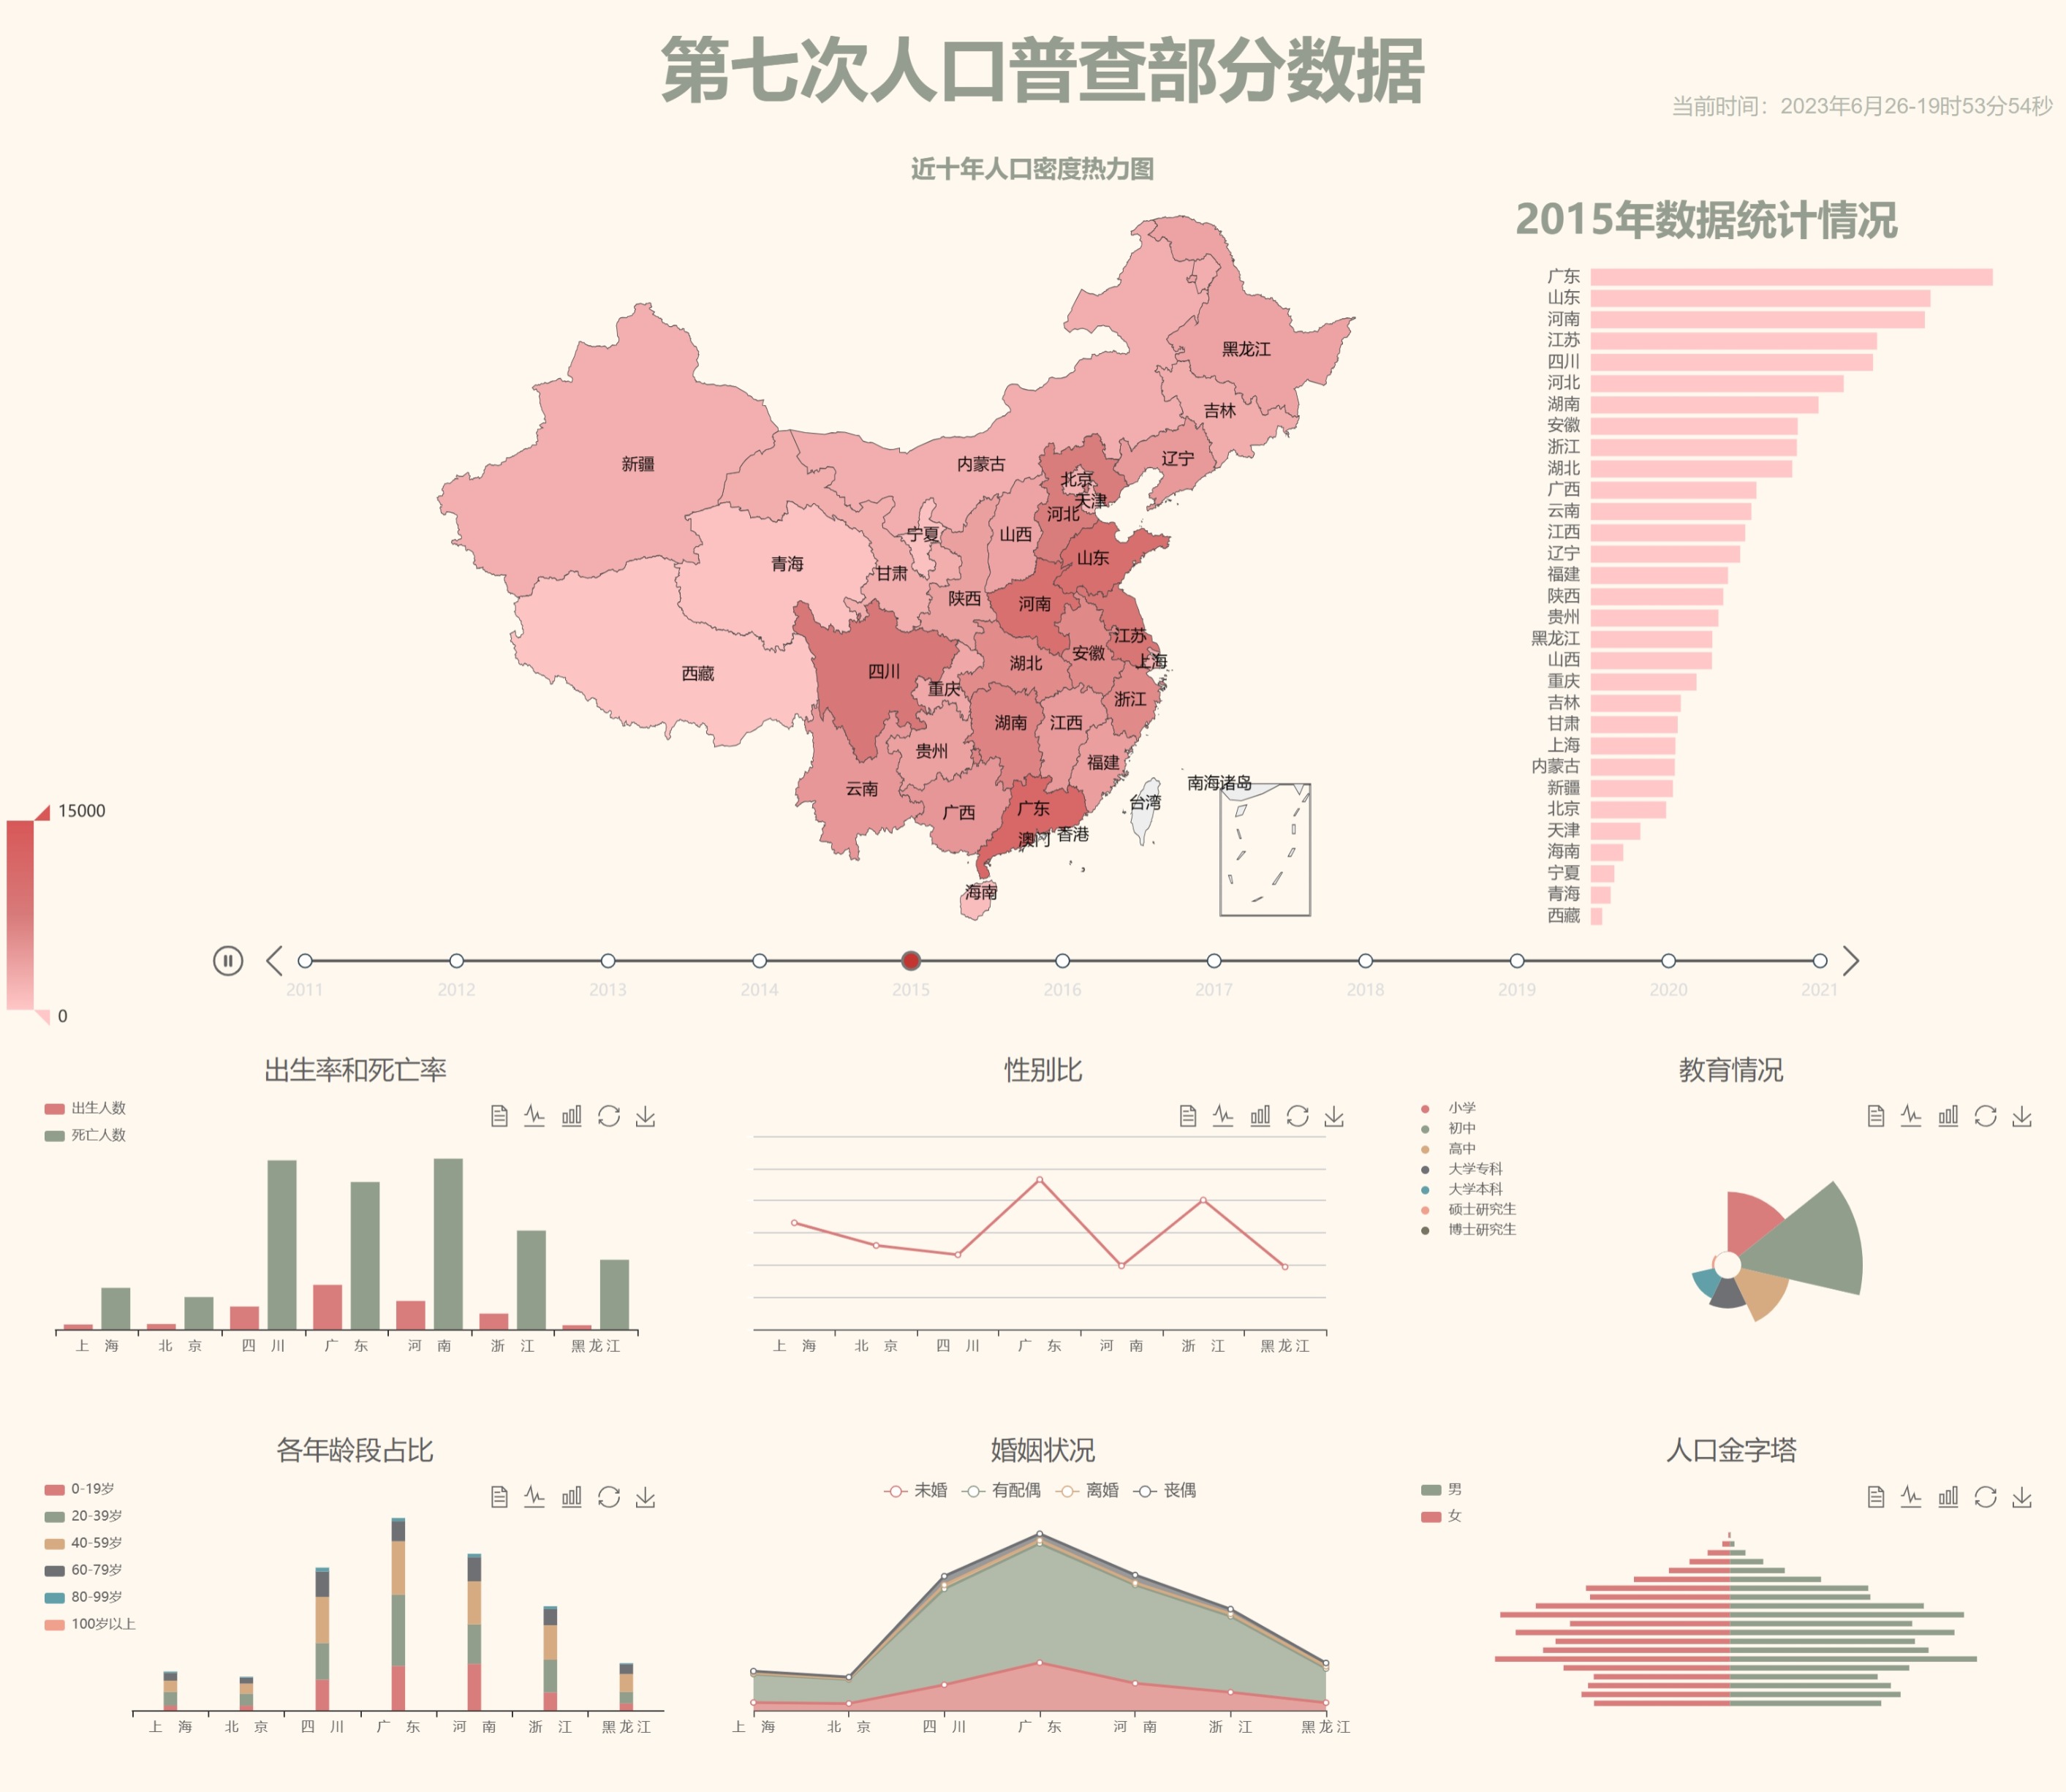 第七次人口普查部分数据
当前时间：2023年6月26-19时53分54秒
近十年人口密度热力图
黑龙江
吉林
辽宁
新疆
内蒙古
北京
天津
河北
宁夏
山西
山东
青海
甘肃
陕西
河南
江苏
安徽
上海
湖北
四川
西藏
重庆
浙江
湖南
江西
贵州
福建
云南
广西
广东
台湾
南海诸岛
澳门
香港
海南
2015年数据统计情况
广东
山东
河南
江苏
四川
河北
湖南
安徽
浙江
湖北
广西
云南
江西
辽宁
福建
陕西
贵州
黑龙江
山西
重庆
吉林
甘肃
上海
内蒙古
新疆
北京
天津
海南
宁夏
青海
西藏
15000
0
2011 2012 2013 2014 2015 2016 2017 2018 2019 2020 2021
出生率和死亡率
出生人数
死亡人数
上 海 北 京 四 川 广 东 河 南 浙 江 黑龙江
性别比
上 海 北 京 四 川 广 东 河 南 浙 江 黑龙江
教育情况
小学
初中
高中
大学专科
大学本科
硕士研究生
博士研究生
各年龄段占比
0-19岁
20-39岁
40-59岁
60-79岁
80-99岁
100岁以上
上 海 北 京 四 川 广 东 河 南 浙 江 黑龙江
婚姻状况
未婚 有配偶 离婚 丧偶
上 海 北 京 四 川 广 东 河 南 浙 江 黑龙江
人口金字塔
男
女